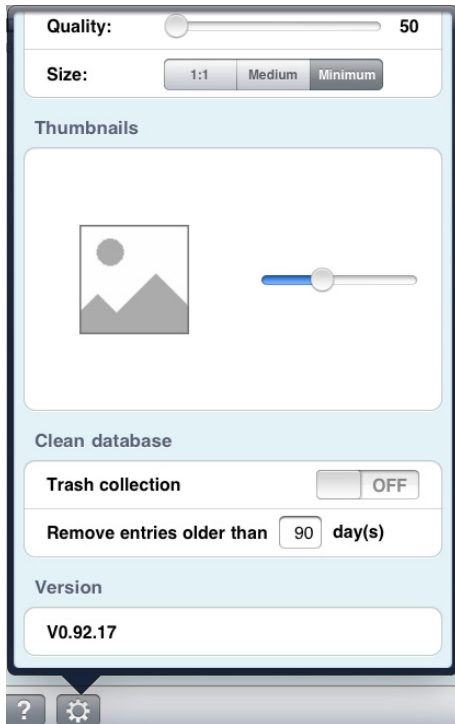 Quality: 50
Size: 1:1 Medium Minimum
Thumbnails
Clean database
Trash collection OFF
Remove entries older than 90 day(s)
Version
V0.92.17
?